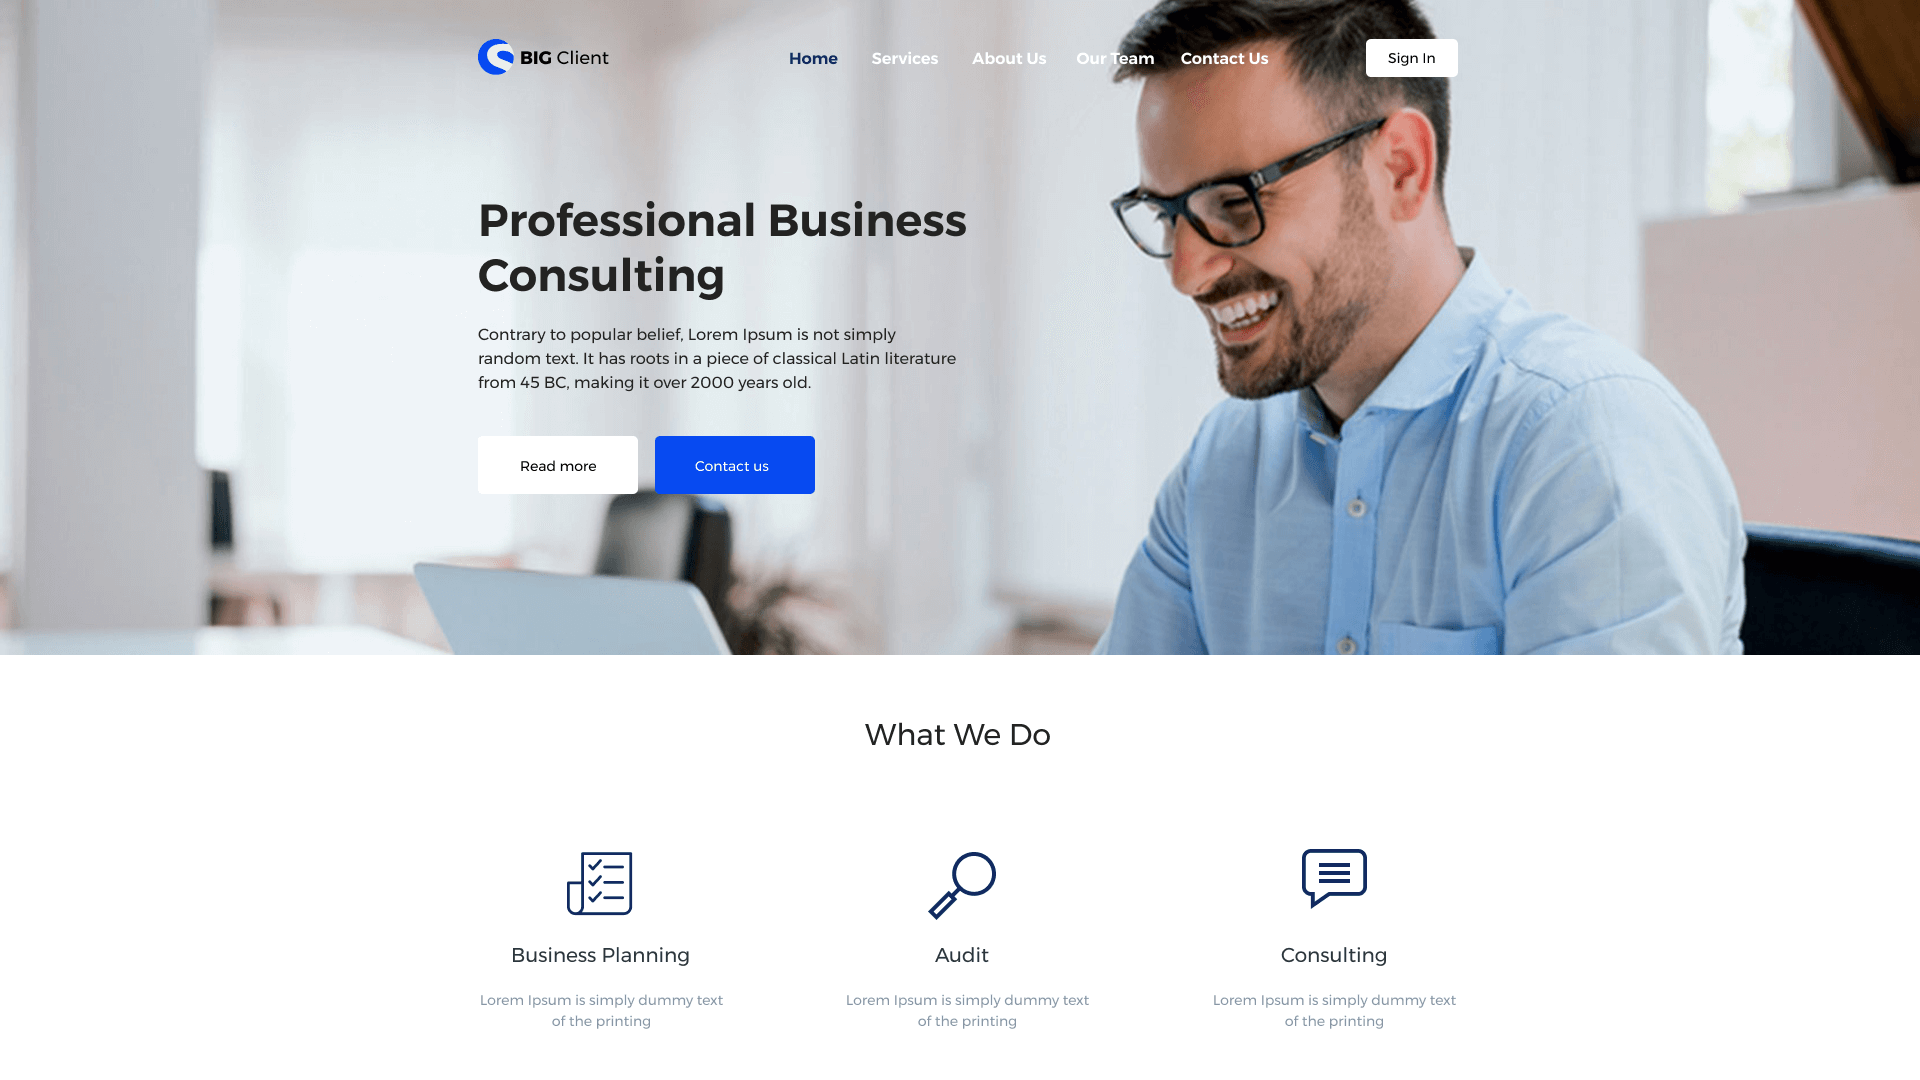 BIG Client
Home Services About Us Our Team Contact Us
Sign In
Professional Business
Consulting
Contrary to popular belief, Lorem Ipsum is not simply
random text. It has roots in a piece of classical Latin literature
from 45 BC, making it over 2000 years old.
Read more
Contact us
What We Do
Business Planning
Lorem Ipsum is simply dummy text
of the printing
Audit
Lorem Ipsum is simply dummy text
of the printing
Consulting
Lorem Ipsum is simply dummy text
of the printing